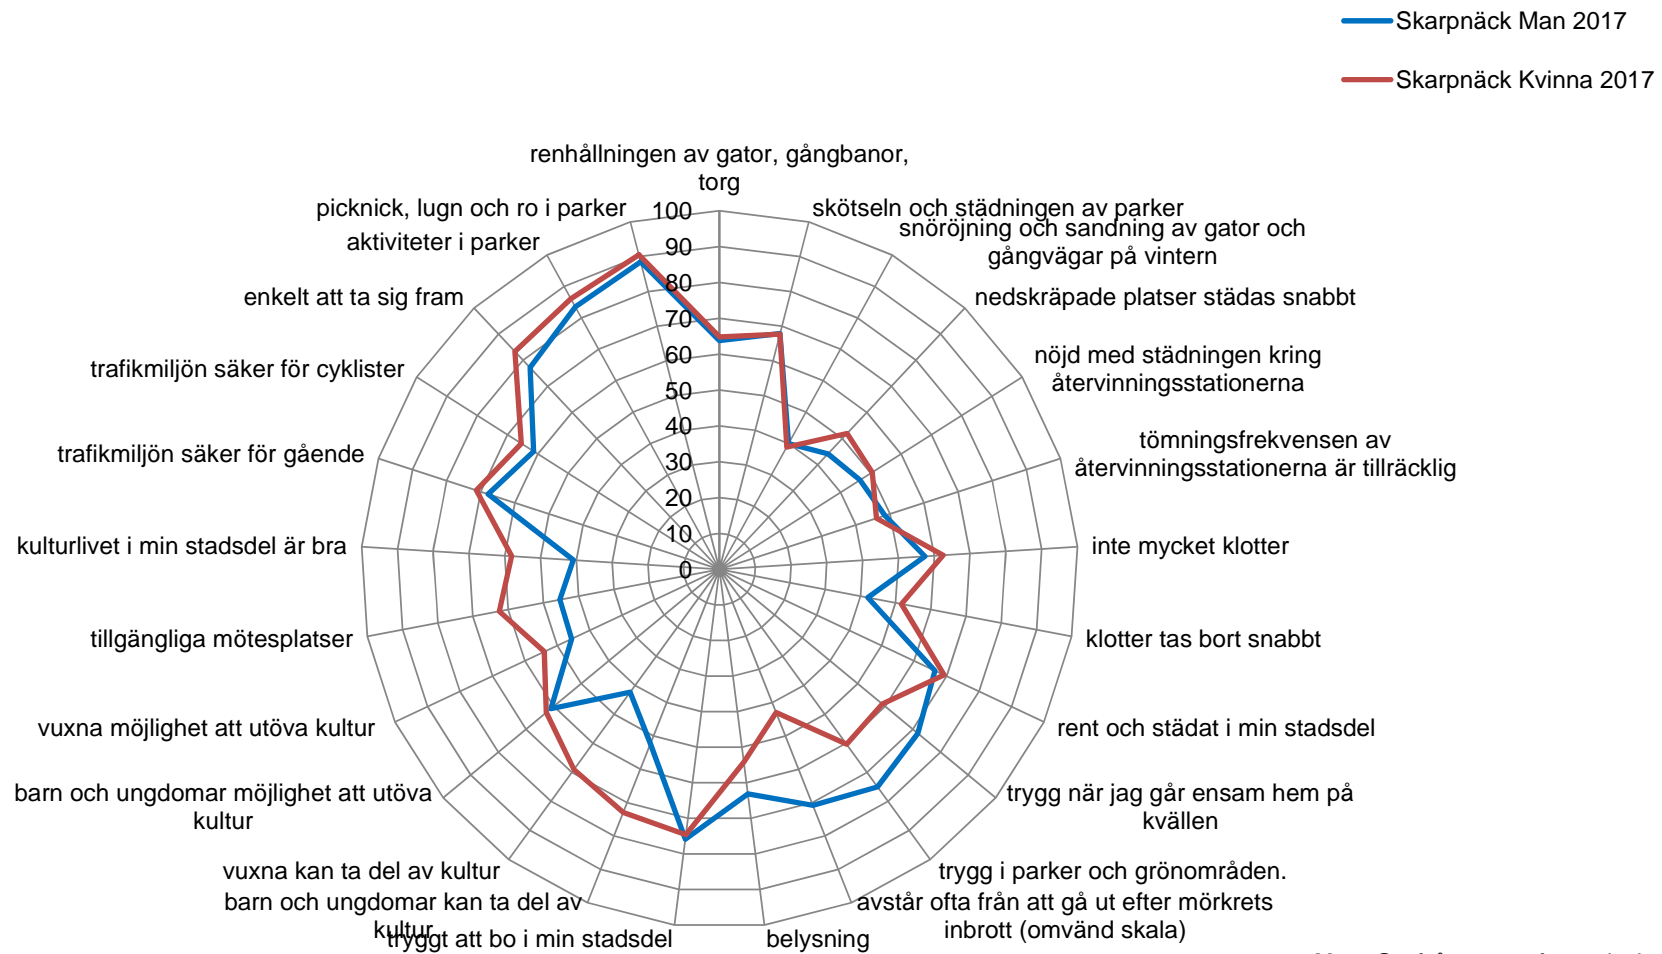 Skarpnäck Man 2017
Skarpnäck Kvinna 2017
renhållningen av gator, gångbanor,
torg
skötseln och städningen av parker
snöröjning och sandning av gator och
gångvägar på vintern
nedskräpade platser städas snabbt
nöjd med städningen kring
återvinningsstationerna
tömningsfrekvensen av
återvinningsstationerna är tillräcklig
inte mycket klotter
klotter tas bort snabbt
rent och städat i min stadsdel
trygg när jag går ensam hem på
kvällen
trygg i parker och grönområden.
avstår ofta från att gå ut efter mörkrets
inbrott (omvänd skala)
belysning
tryggt att bo i min stadsdel
barn och ungdomar kan ta del av
kultur
vuxna kan ta del av kultur
barn och ungdomar möjlighet att utöva
kultur
vuxna möjlighet att utöva kultur
tillgängliga mötesplatser
kulturlivet i min stadsdel är bra
trafikmiljön säker för gående
trafikmiljön säker för cyklister
enkelt att ta sig fram
aktiviteter i parker
picknick, lugn och ro i parker
100
90
80
70
60
50
40
30
20
10
0